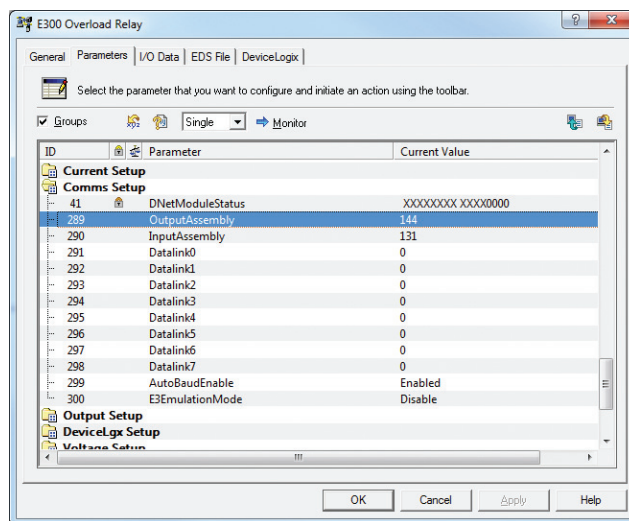 E300 Overload Relay
General Parameters I/O Data EDS File DeviceLogix
Select the parameter that you want to configure and initiate an action using the toolbar.
Groups Single Monitor
ID Parameter Current Value
Current Setup
Comms Setup
41 DNetModuleStatus XXXXXXXX XXXX0000
289 OutputAssembly 144
290 InputAssembly 131
291 Datalink0 0
292 Datalink1 0
293 Datalink2 0
294 Datalink3 0
295 Datalink4 0
296 Datalink5 0
297 Datalink6 0
298 Datalink7 0
299 AutoBaudEnable Enabled
300 E3EmulationMode Disable
Output Setup
DeviceLgx Setup
Voltage Setup
OK Cancel Apply Help